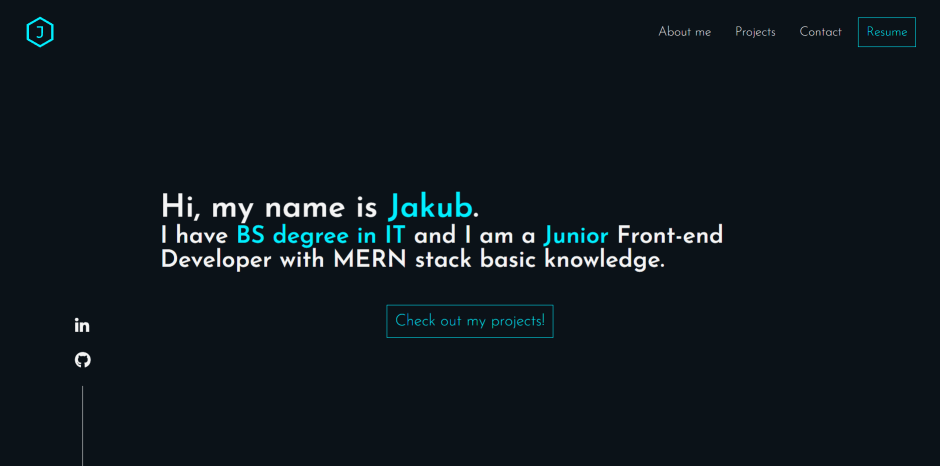 J
About me Projects Contact Resume
Hi, my name is Jakub.
I have BS degree in IT and I am a Junior Front-end
Developer with MERN stack basic knowledge.
in
Check out my projects!